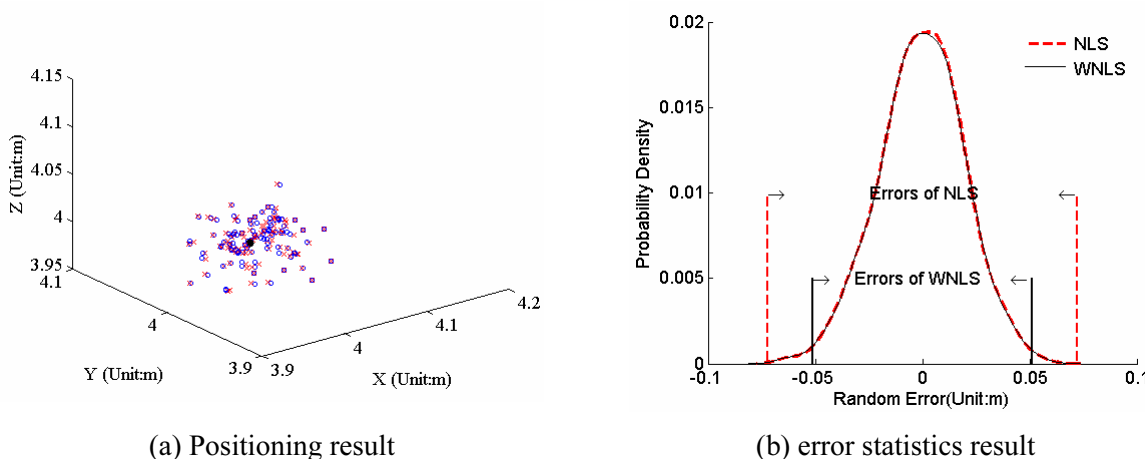 4.15
4.1
4.05
4
3.95
4.1
4
3.9
3.9
4
4.1
4.2
Z (Unit:m)
Y (Unit:m)
X (Unit:m)
(a) Positioning result
0.02
0.015
0.01
0.005
0
-0.1
-0.05
0
0.05
0.1
Probability Density
Random Error(Unit:m)
NLS
WNLS
Errors of NLS
Errors of WNLS
(b) error statistics result